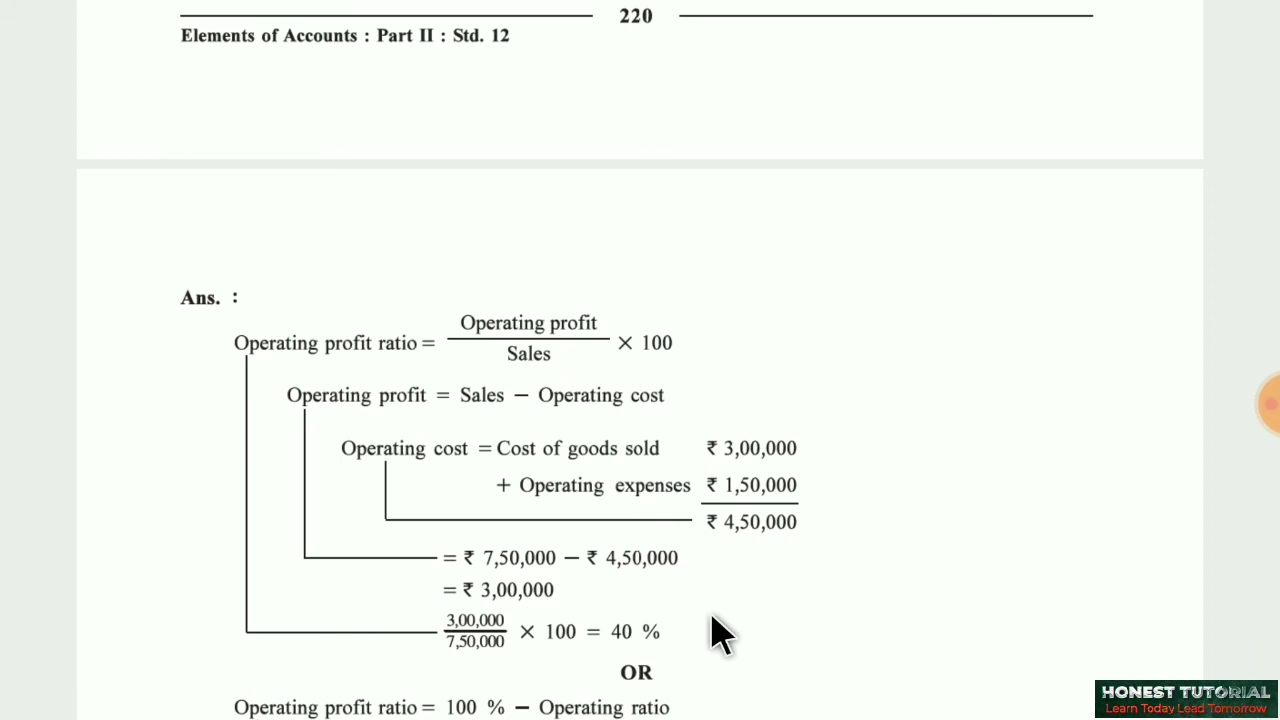 220
Elements of Accounts : Part II : Std. 12
Ans. :
Operating profit ratio = Operating profit / Sales × 100
Operating profit = Sales − Operating cost
Operating cost = Cost of goods sold ₹ 3,00,000
+ Operating expenses ₹ 1,50,000
₹ 4,50,000
= ₹ 7,50,000 − ₹ 4,50,000
= ₹ 3,00,000
3,00,000 / 7,50,000 × 100 = 40 %
OR
Operating profit ratio = 100 % − Operating ratio
HONEST TUTORIAL
Learn Today Lead Tomorrow